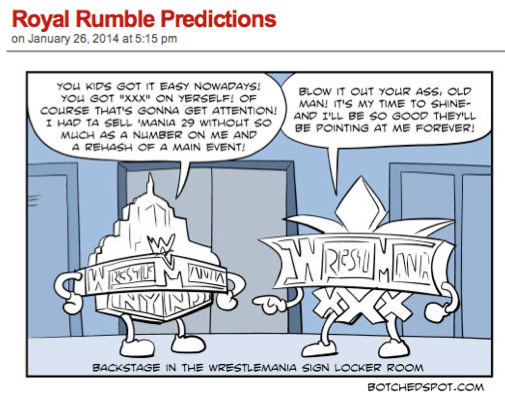 Royal Rumble Predictions
on January 26, 2014 at 5:15 pm
YOU KIDS GOT IT EASY NOWADAYS!
YOU GOT "XXX" ON YERSELF! OF
COURSE THAT'S GONNA GET ATTENTION!
I HAD TA SELL 'MANIA 29 WITHOUT SO
MUCH AS A NUMBER ON ME AND
A REHASH OF A MAIN EVENT!
BLOW IT OUT YOUR ASS, OLD
MAN! IT'S MY TIME TO SHINE-
AND I'LL BE SO GOOD THEY'LL
BE POINTING AT ME FOREVER!
W
WRESTLE MANIA
NY NJ
WRESTLEMANIA
XXX
BACKSTAGE IN THE WRESTLEMANIA SIGN LOCKER ROOM
BOTCHEDSPOT.COM